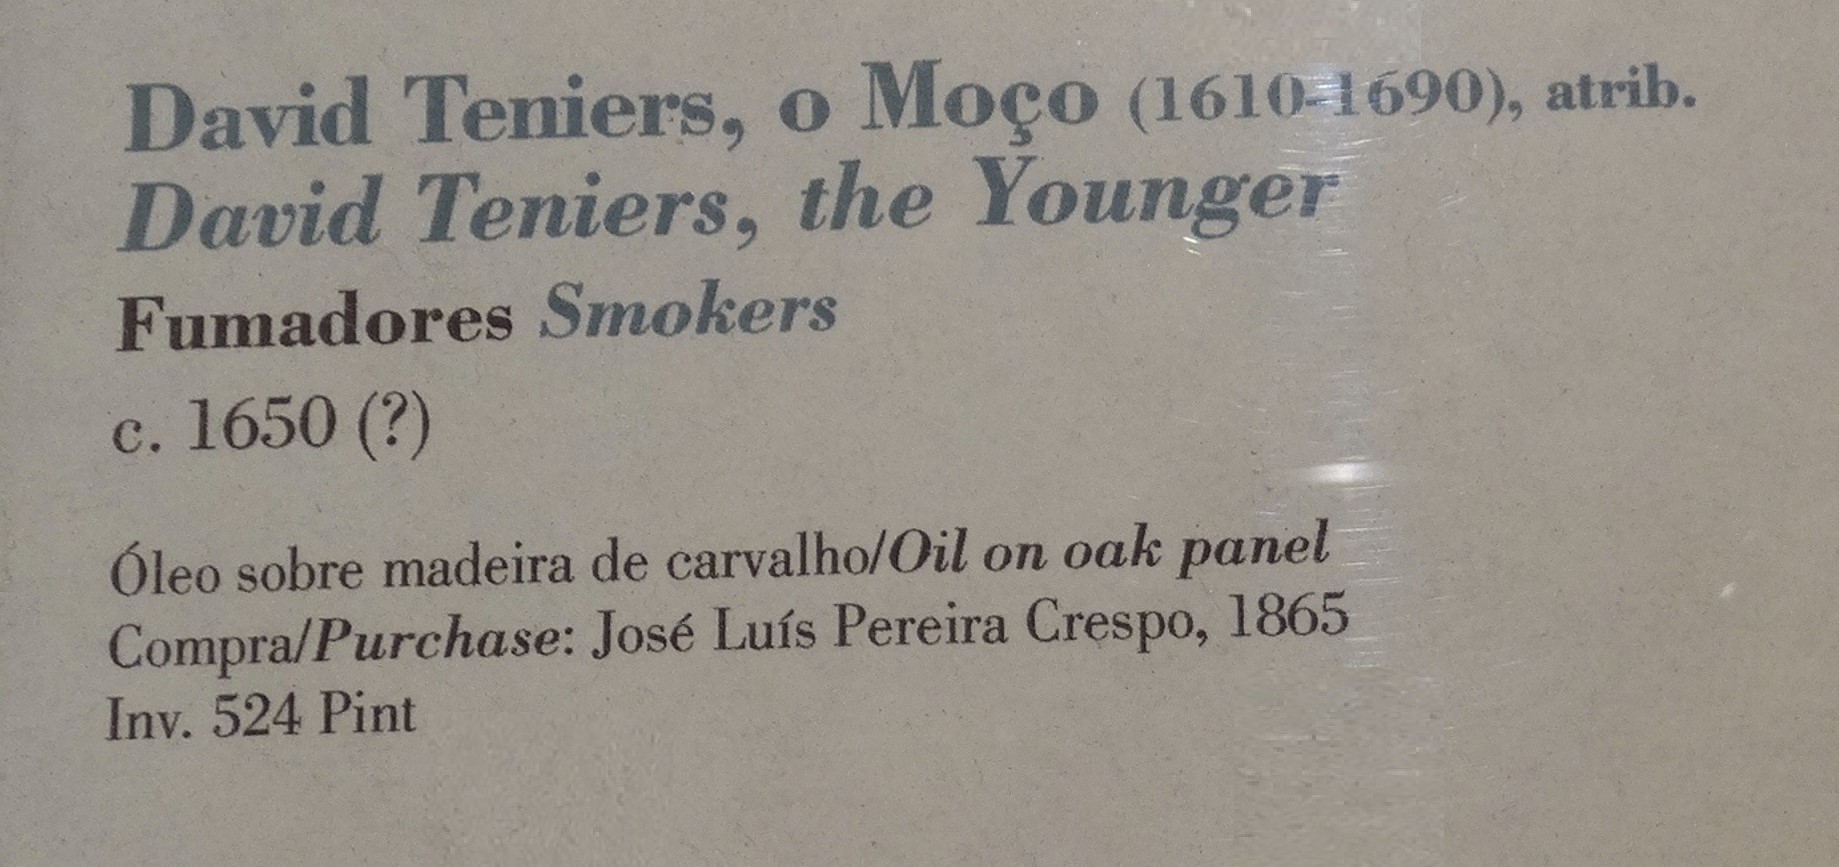 David Teniers, o Moço (1610-1690), atrib.
David Teniers, the Younger
Fumadores Smokers
c. 1650 (?)
Óleo sobre madeira de carvalho/Oil on oak panel
Compra/Purchase: José Luís Pereira Crespo, 1865
Inv. 524 Pint